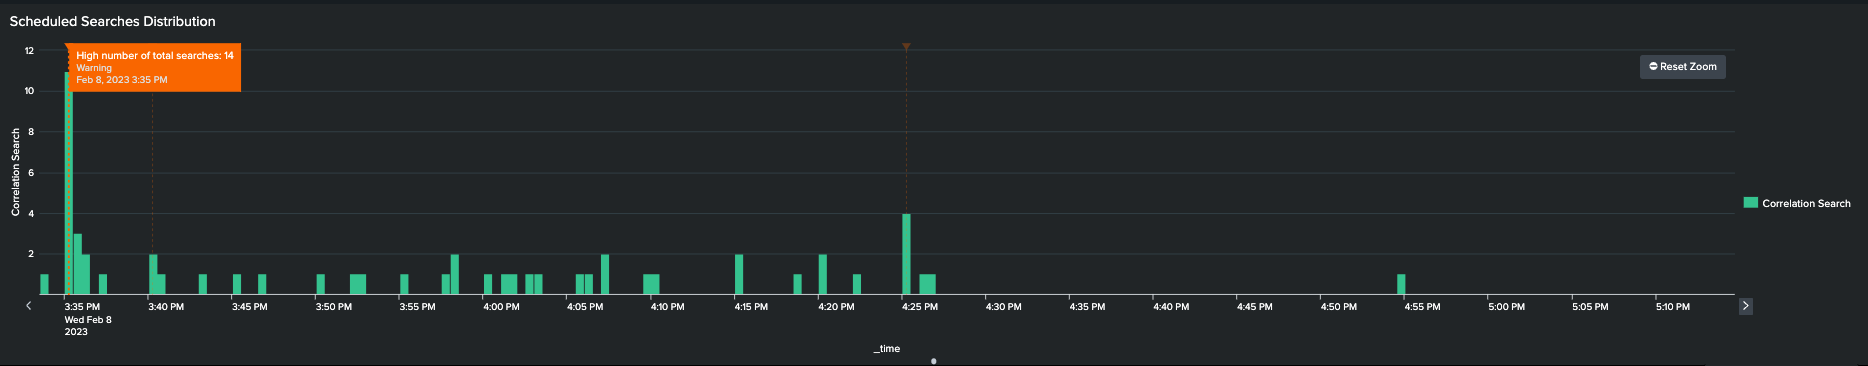 Scheduled Searches Distribution
High number of total searches: 14
Warning
Feb 8, 2023 3:35 PM
Reset Zoom
12
10
8
6
4
2
Correlation Search
Correlation Search
3:35 PM 3:40 PM 3:45 PM 3:50 PM 3:55 PM 4:00 PM 4:05 PM 4:10 PM 4:15 PM 4:20 PM 4:25 PM 4:30 PM 4:35 PM 4:40 PM 4:45 PM 4:50 PM 4:55 PM 5:00 PM 5:05 PM 5:10 PM
Wed Feb 8
2023
_time